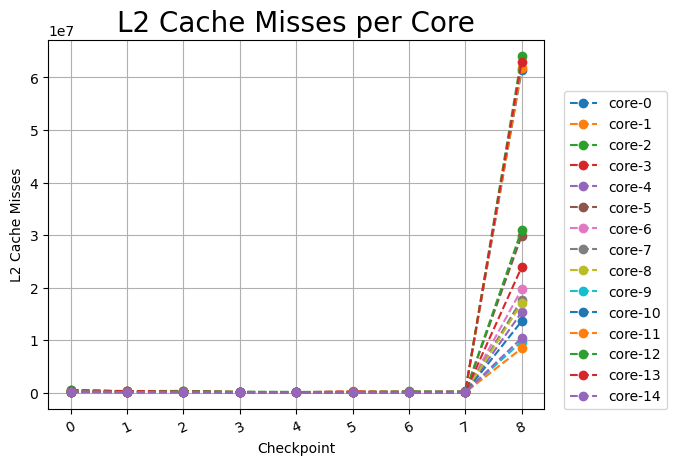 L2 Cache Misses per Core
1e7
6
5
4
3
2
1
0
L2 Cache Misses
0 1 2 3 4 5 6 7 8
Checkpoint
core-0
core-1
core-2
core-3
core-4
core-5
core-6
core-7
core-8
core-9
core-10
core-11
core-12
core-13
core-14